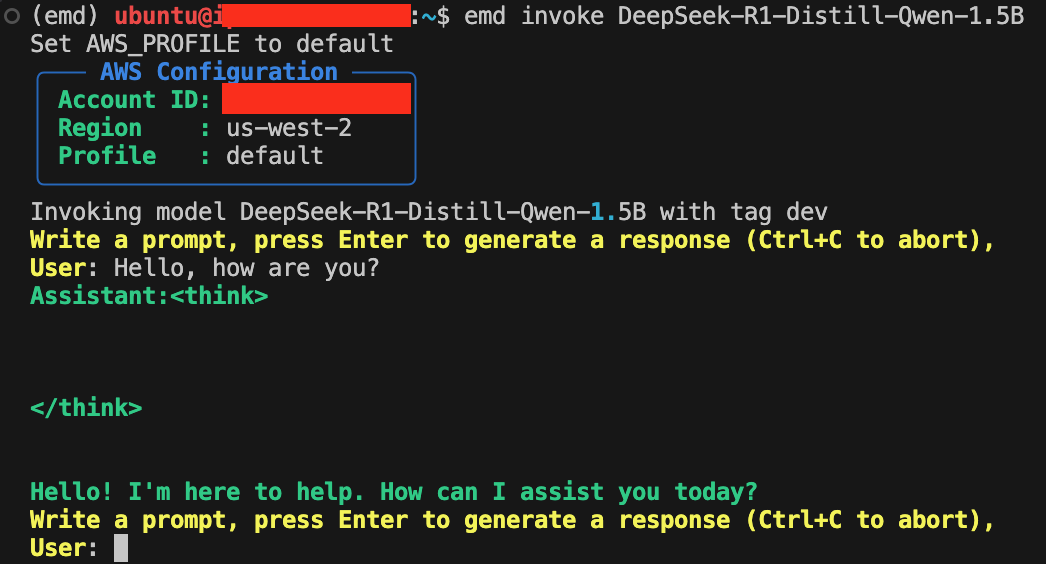 (emd) ubuntu@i:~$ emd invoke DeepSeek-R1-Distill-Qwen-1.5B
Set AWS_PROFILE to default
AWS Configuration
Account ID:
Region : us-west-2
Profile : default
Invoking model DeepSeek-R1-Distill-Qwen-1.5B with tag dev
Write a prompt, press Enter to generate a response (Ctrl+C to abort),
User: Hello, how are you?
Assistant:<think>
</think>
Hello! I'm here to help. How can I assist you today?
Write a prompt, press Enter to generate a response (Ctrl+C to abort),
User: